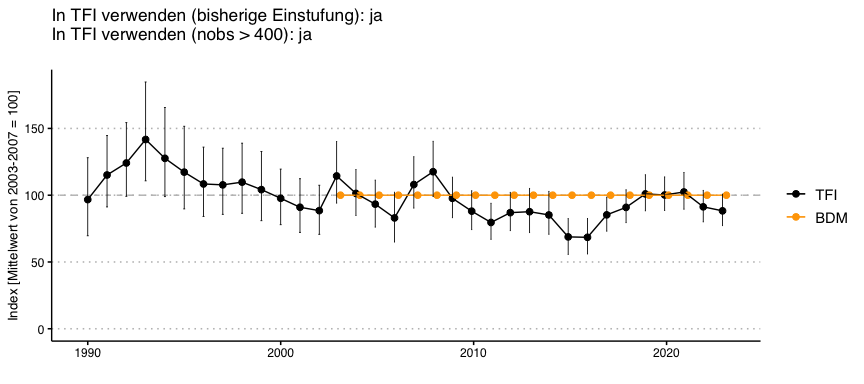 In TFI verwenden (bisherige Einstufung): ja
In TFI verwenden (nobs > 400): ja
Index [Mittelwert von 2003-2007 = 100]
150
100
50
0
1990
2000
2010
2020
TFI
BDM